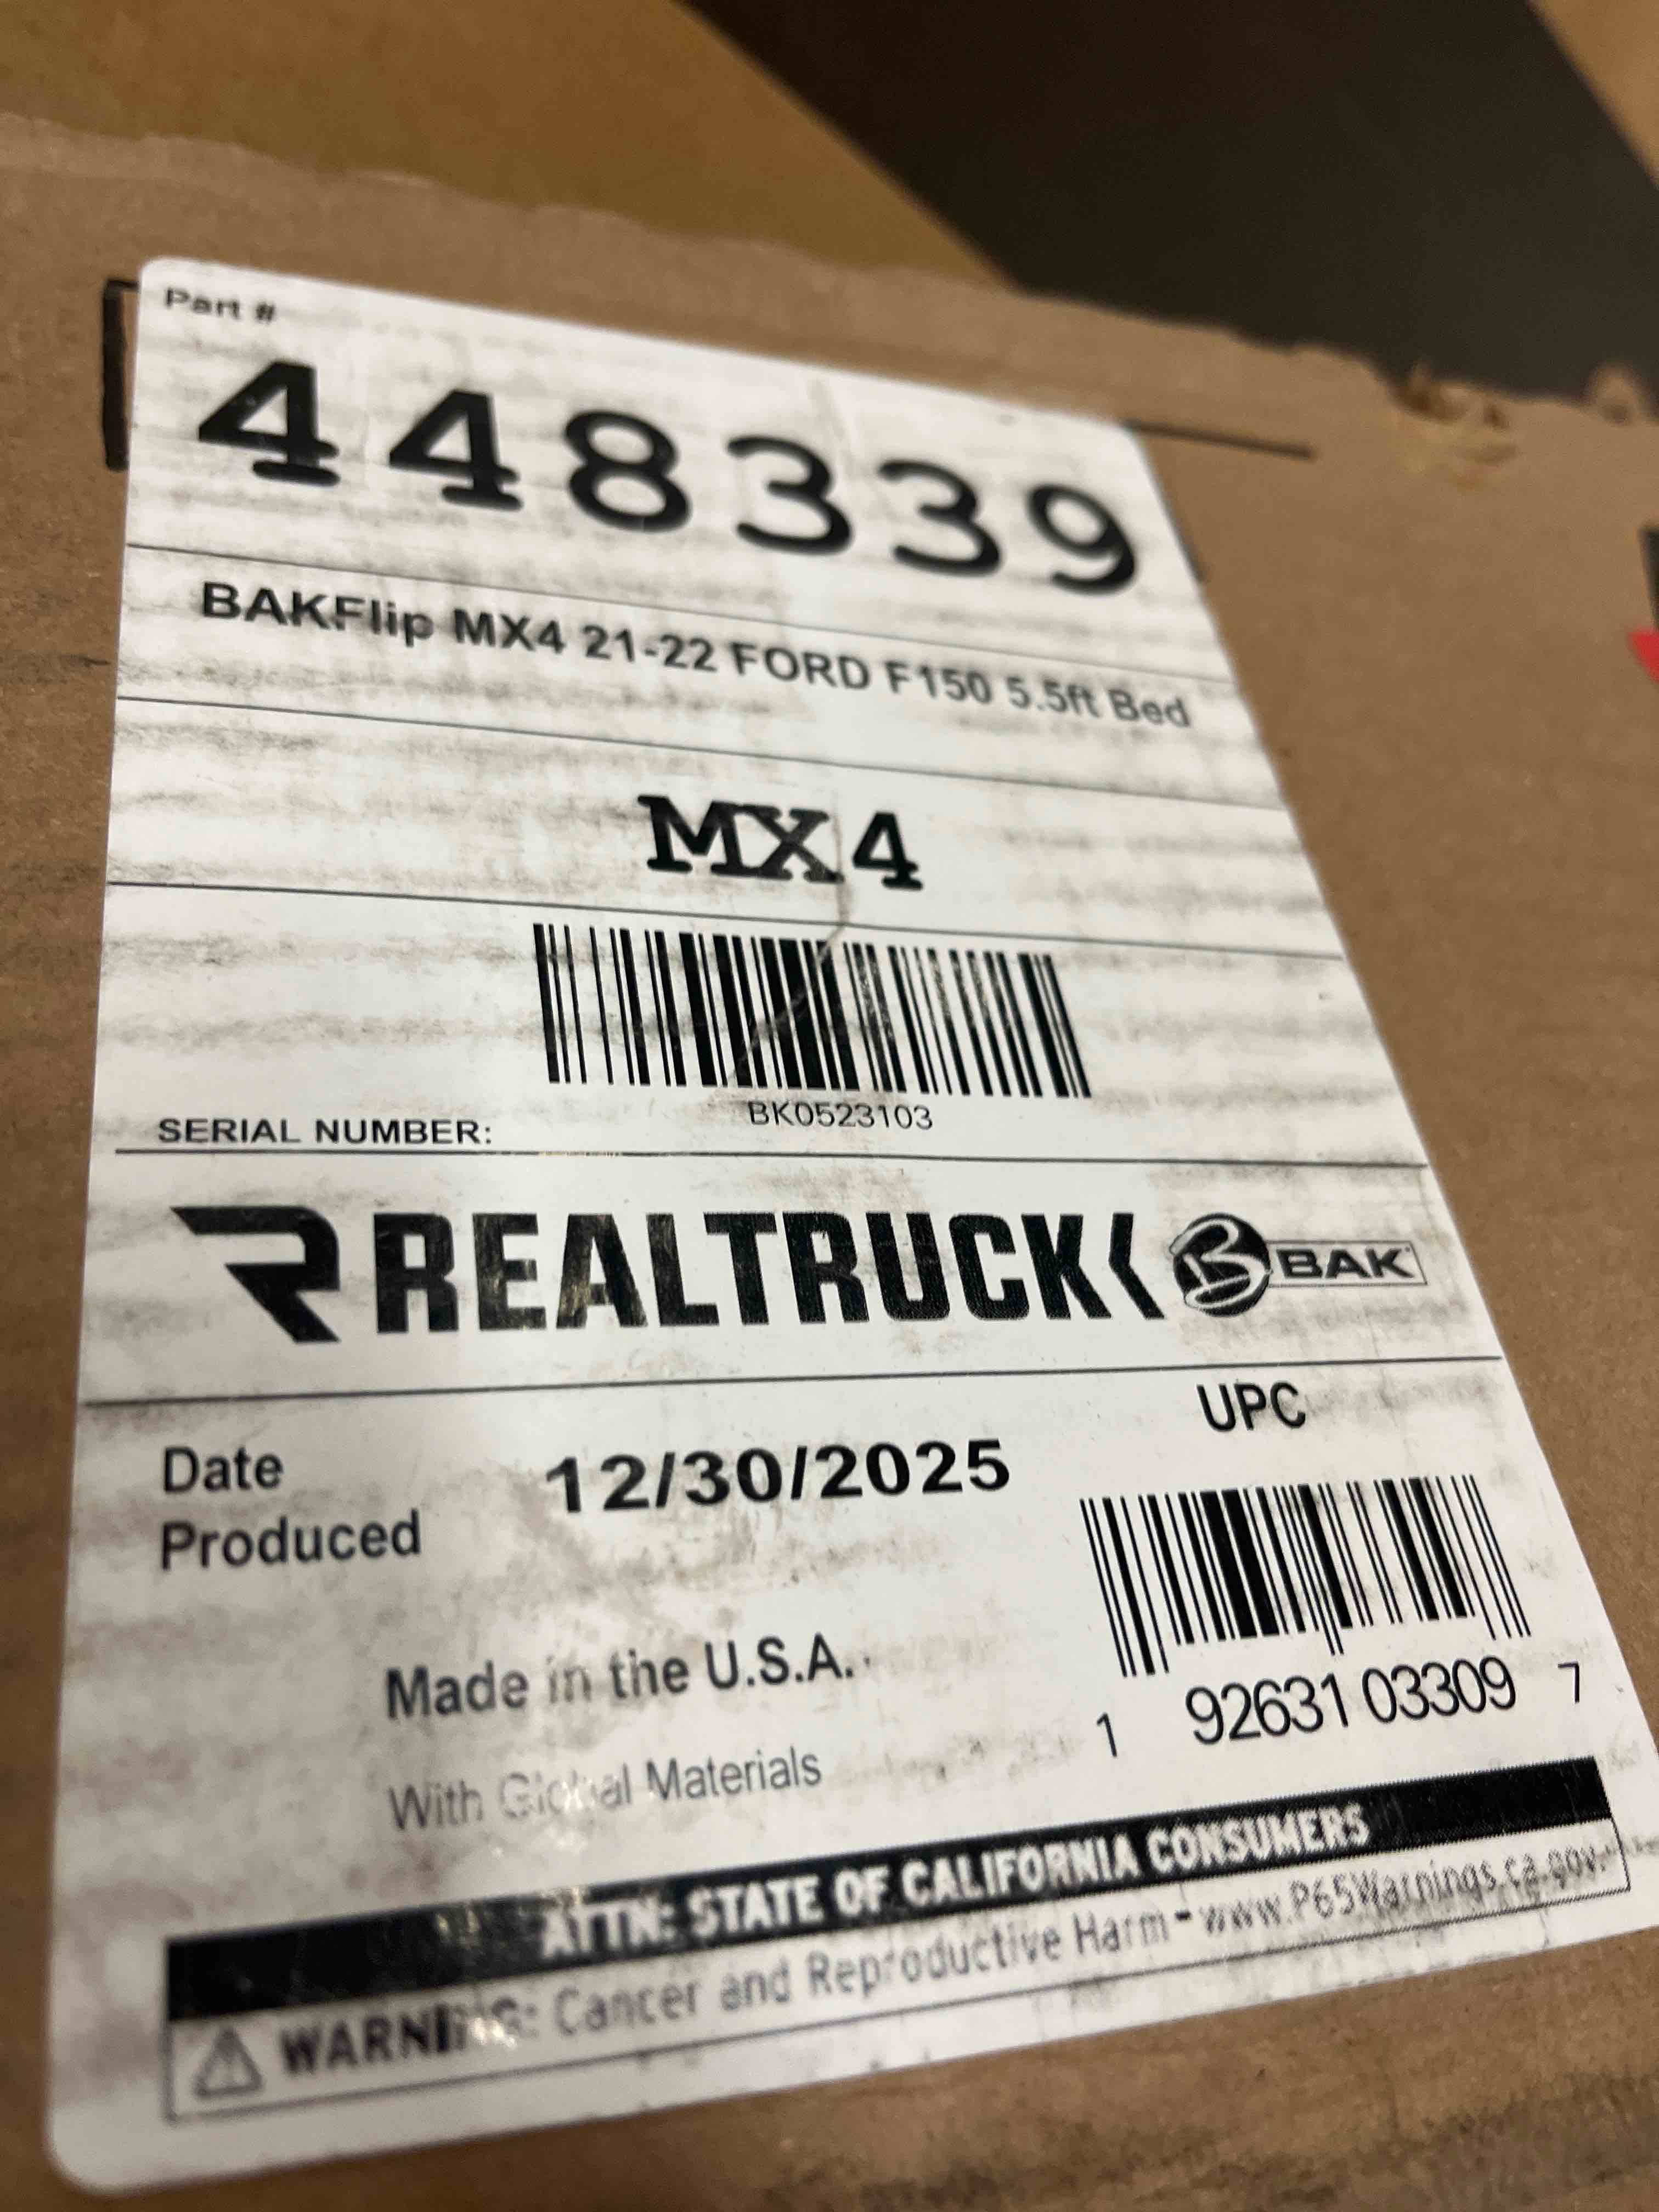 Part #
448339
BAKFlip MX4 21-22 FORD F150 5.5ft Bed
MX4
BK0523103
SERIAL NUMBER:
REALTRUCK B BAK
UPC
Date
Produced
12/30/2025
Made in the U.S.A.
With Global Materials
1 92631 03309 7
ATTN: STATE OF CALIFORNIA CONSUMERS
WARNING: Cancer and Reproductive Harm - www.P65Warnings.ca.gov